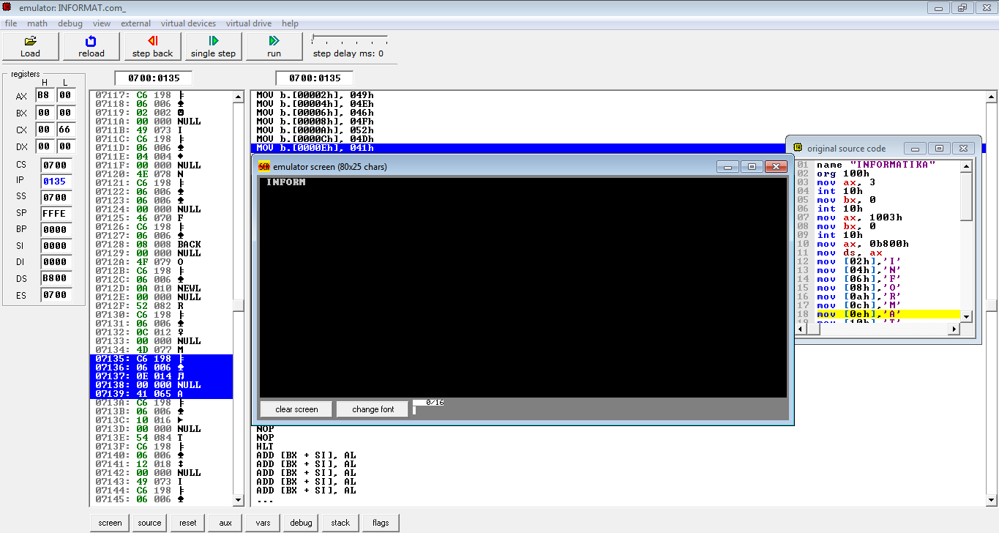 emulator: INFORMAT.com_
file math debug view external virtual devices virtual drive help
Load reload step back single step run step delay ms: 0
registers
H L
AX B8 00
BX 00 00
CX 00 66
DX 00 00
CS 0700
IP 0135
SS 0700
SP FFFE
BP 0000
SI 0000
DI 0000
DS B800
ES 0700
0700:0135 0700:0135
07117: C6 198 ╞
07118: 06 006 ♠
07119: 02 002 ☻
0711A: 00 000 NULL
0711B: 49 073 I
0711C: C6 198 ╞
0711D: 06 006 ♠
0711E: 04 004 ♦
0711F: 00 000 NULL
07120: 4E 078 N
07121: C6 198 ╞
07122: 06 006 ♠
07123: 06 006 ♠
07124: 00 000 NULL
07125: 46 070 F
07126: C6 198 ╞
07127: 06 006 ♠
07128: 08 008 BACK
07129: 00 000 NULL
0712A: 4F 079 O
0712B: C6 198 ╞
0712C: 06 006 ♠
0712D: 0A 010 NEWL
0712E: 00 000 NULL
0712F: 52 082 R
07130: C6 198 ╞
07131: 06 006 ♠
07132: 0C 012 ♀
07133: 00 000 NULL
07134: 4D 077 M
07135: C6 198 ╞
07136: 06 006 ♠
07137: 0E 014 ♫
07138: 00 000 NULL
07139: 41 065 A
0713A: C6 198 ╞
0713B: 06 006 ♠
0713C: 10 016 ►
0713D: 00 000 NULL
0713E: 54 084 T
0713F: C6 198 ╞
07140: 06 006 ♠
07141: 12 018 ↕
07142: 00 000 NULL
07143: 49 073 I
07144: C6 198 ╞
07145: 06 006 ♠
MOV b.[00002h], 049h
MOV b.[00004h], 04Eh
MOV b.[00006h], 046h
MOV b.[00008h], 04Fh
MOV b.[0000Ah], 052h
MOV b.[0000Ch], 04Dh
MOV b.[0000Eh], 041h
NOP
NOP
HLT
ADD [BX + SI], AL
ADD [BX + SI], AL
ADD [BX + SI], AL
ADD [BX + SI], AL
ADD [BX + SI], AL
...
SCR emulator screen (80x25 chars)
INFORM
clear screen change font 0/16
original source code
01 name "INFORMATIKA"
02 org 100h
03 mov ax, 3
04 int 10h
05 mov bx, 0
06 int 10h
07 mov ax, 1003h
08 mov bx, 0
09 int 10h
10 mov ax, 0b800h
11 mov ds, ax
12 mov [02h],'I'
13 mov [04h],'N'
14 mov [06h],'F'
15 mov [08h],'O'
16 mov [0ah],'R'
17 mov [0ch],'M'
18 mov [0eh],'A'
19 mov [10h],'T'
screen source reset aux vars debug stack flags